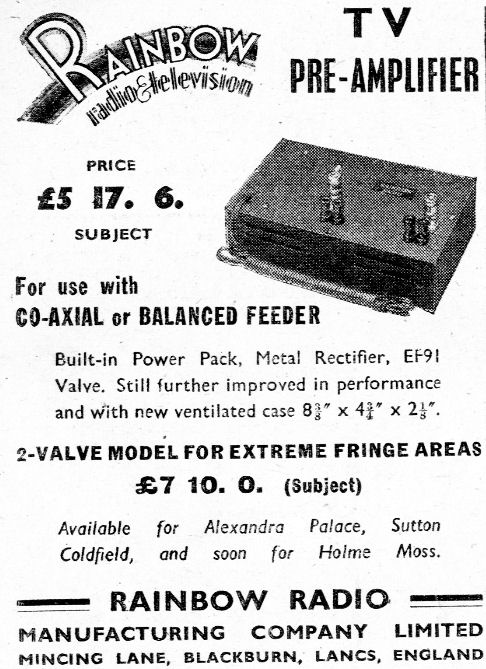 RAINBOW
radio & television
TV
PRE-AMPLIFIER
PRICE
£5 17. 6.
SUBJECT
For use with
CO-AXIAL or BALANCED FEEDER
Built-in Power Pack, Metal Rectifier, EF91
Valve. Still further improved in performance
and with new ventilated case 8⅜″ x 4¾″ x 2⅛″.
2-VALVE MODEL FOR EXTREME FRINGE AREAS
£7 10. 0. (Subject)
Available for Alexandra Palace, Sutton
Coldfield, and soon for Holme Moss.
RAINBOW RADIO
MANUFACTURING COMPANY LIMITED
MINCING LANE, BLACKBURN, LANCS, ENGLAND